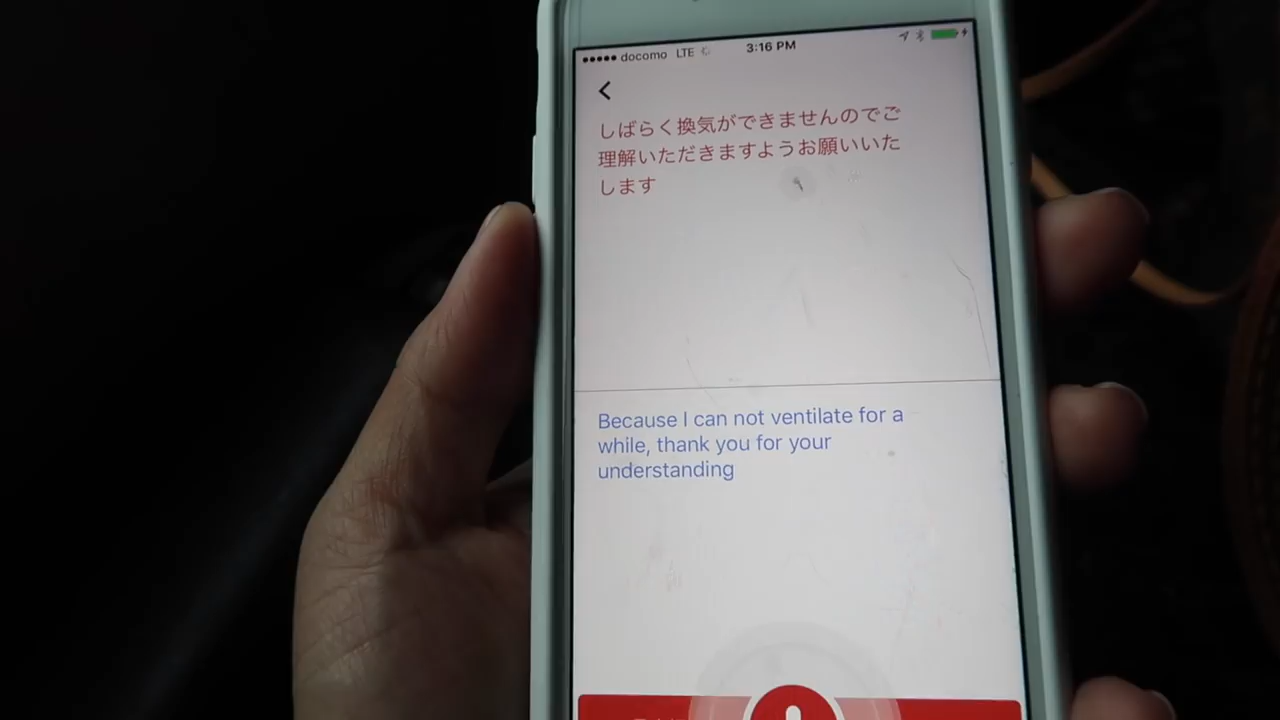 docomo LTE 3:16 PM
しばらく換気ができませんのでご
理解いただきますようお願いいた
します
Because I can not ventilate for a
while, thank you for your
understanding